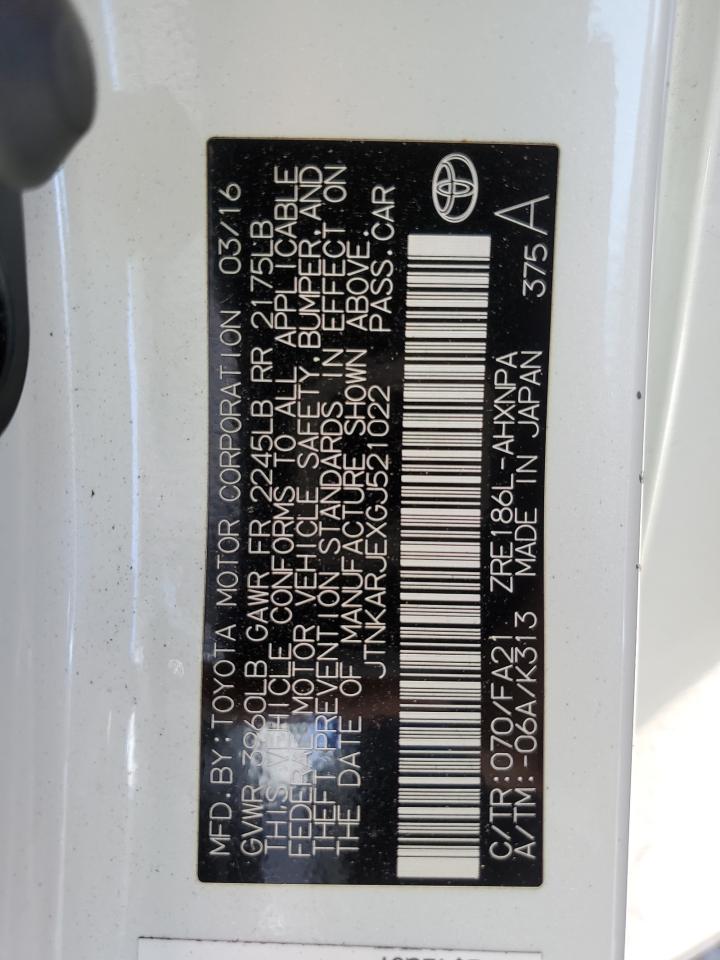 MFD.BY:TOYOTA MOTOR CORPORATION 03/16
GVWR 3960LB GAWR FR 2245LB RR 2175LB
THIS VEHICLE CONFORMS TO ALL APPLICABLE
FEDERAL MOTOR VEHICLE SAFETY,BUMPER,AND
THEFT PREVENTION STANDARDS IN EFFECT ON
THE DATE OF MANUFACTURE SHOWN ABOVE.
JTNKARJEXGJ521022 PASS.CAR
C/TR:070/FA21 ZRE186L-AHXNPA
A/TM:-06A/K313 MADE IN JAPAN 375 A